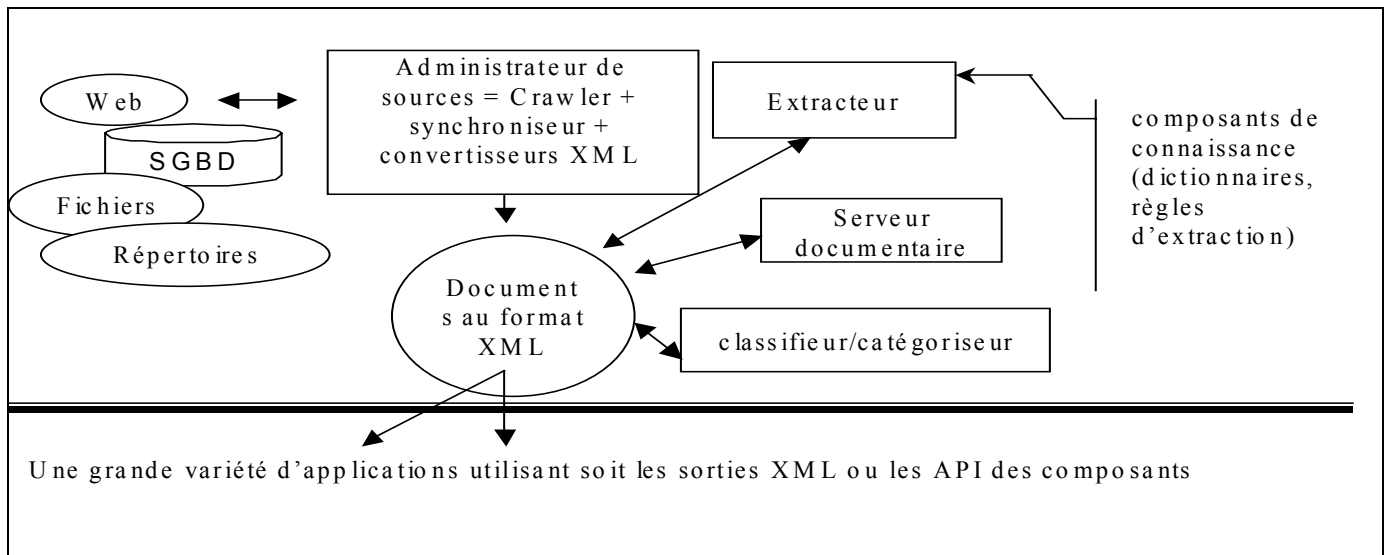 Web
SGBD
Fichiers
Répertoires
Administrateur de
sources = Crawler +
synchroniseur +
convertisseurs XML
Extracteur
composants de
connaissance
(dictionnaires,
règles
d'extraction)
Serveur
documentaire
Document
s au format
XML
classifieur/catégoriseur
Une grande variété d'applications utilisant soit les sorties XML ou les API des composants